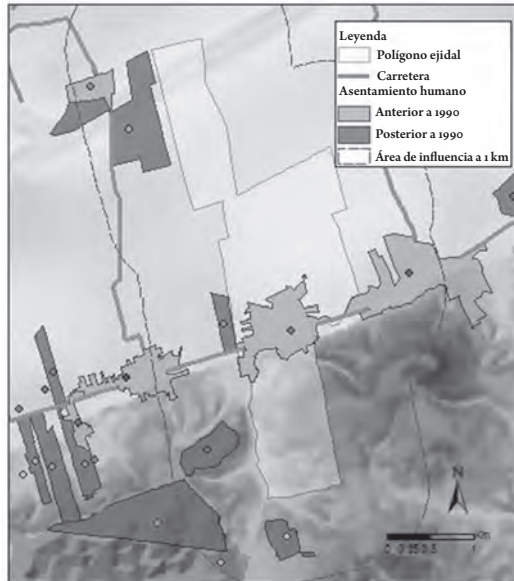 Leyenda
Polígono ejidal
Carretera
Asentamiento humano
Anterior a 1990
Posterior a 1990
Área de influencia a 1 km
N
Km
0 0.25 0.5 1